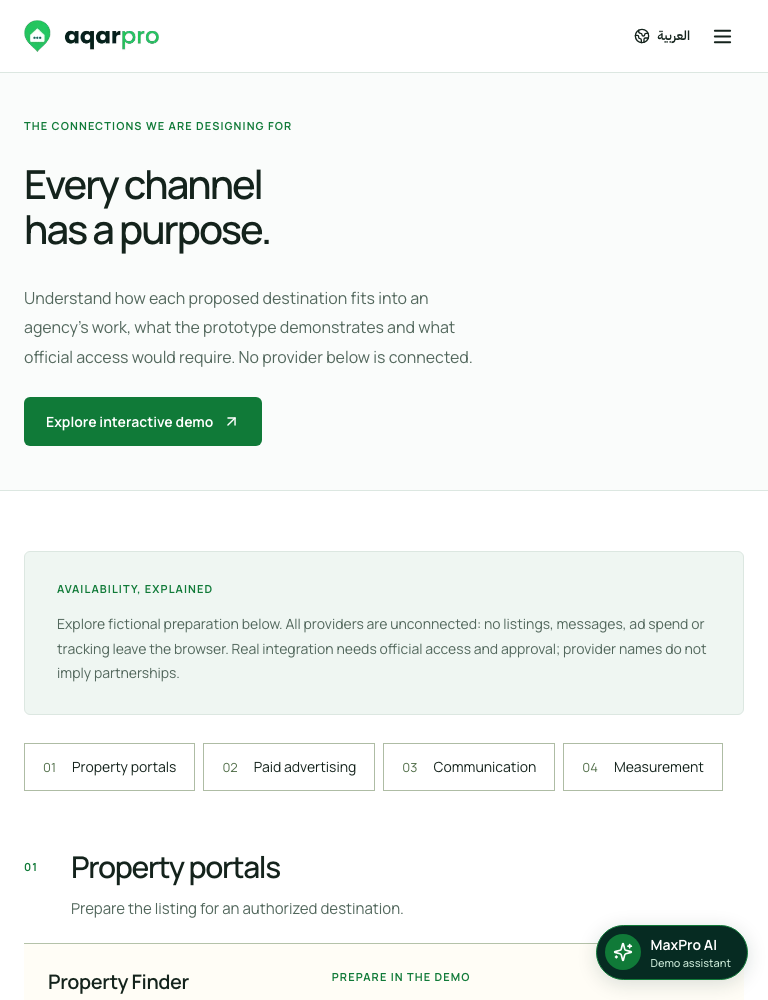 aqarpro
العربية
THE CONNECTIONS WE ARE DESIGNING FOR
Every channel
has a purpose.
Understand how each proposed destination fits into an
agency’s work, what the prototype demonstrates and what
official access would require. No provider below is connected.
Explore interactive demo
AVAILABILITY, EXPLAINED
Explore fictional preparation below. All providers are unconnected: no listings, messages, ad spend or
tracking leave the browser. Real integration needs official access and approval; provider names do not
imply partnerships.
01 Property portals
02 Paid advertising
03 Communication
04 Measurement
01 Property portals
Prepare the listing for an authorized destination.
Property Finder
PREPARE IN THE DEMO
MaxPro AI
Demo assistant